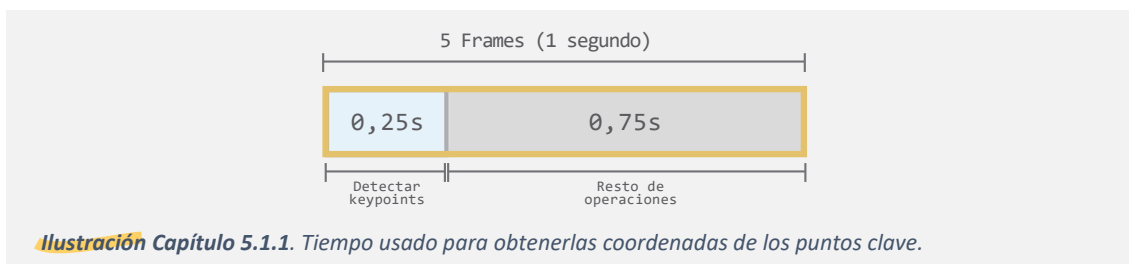 5 Frames (1 segundo)
0,25s 0,75s
Detectar Resto de
keypoints operaciones
Ilustración Capítulo 5.1.1. Tiempo usado para obtenerlas coordenadas de los puntos clave.